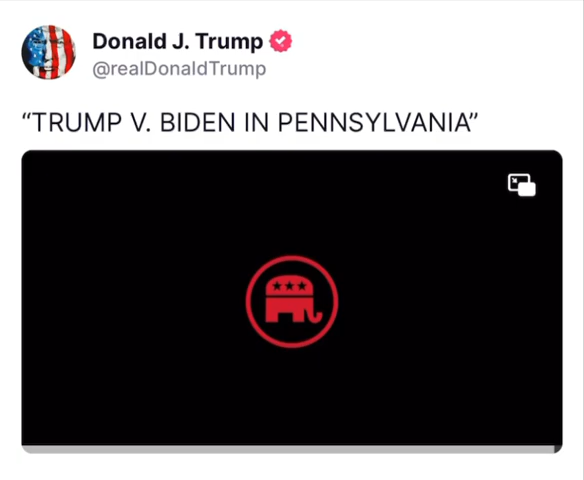 Donald J. Trump
@realDonaldTrump
“TRUMP V. BIDEN IN PENNSYLVANIA”